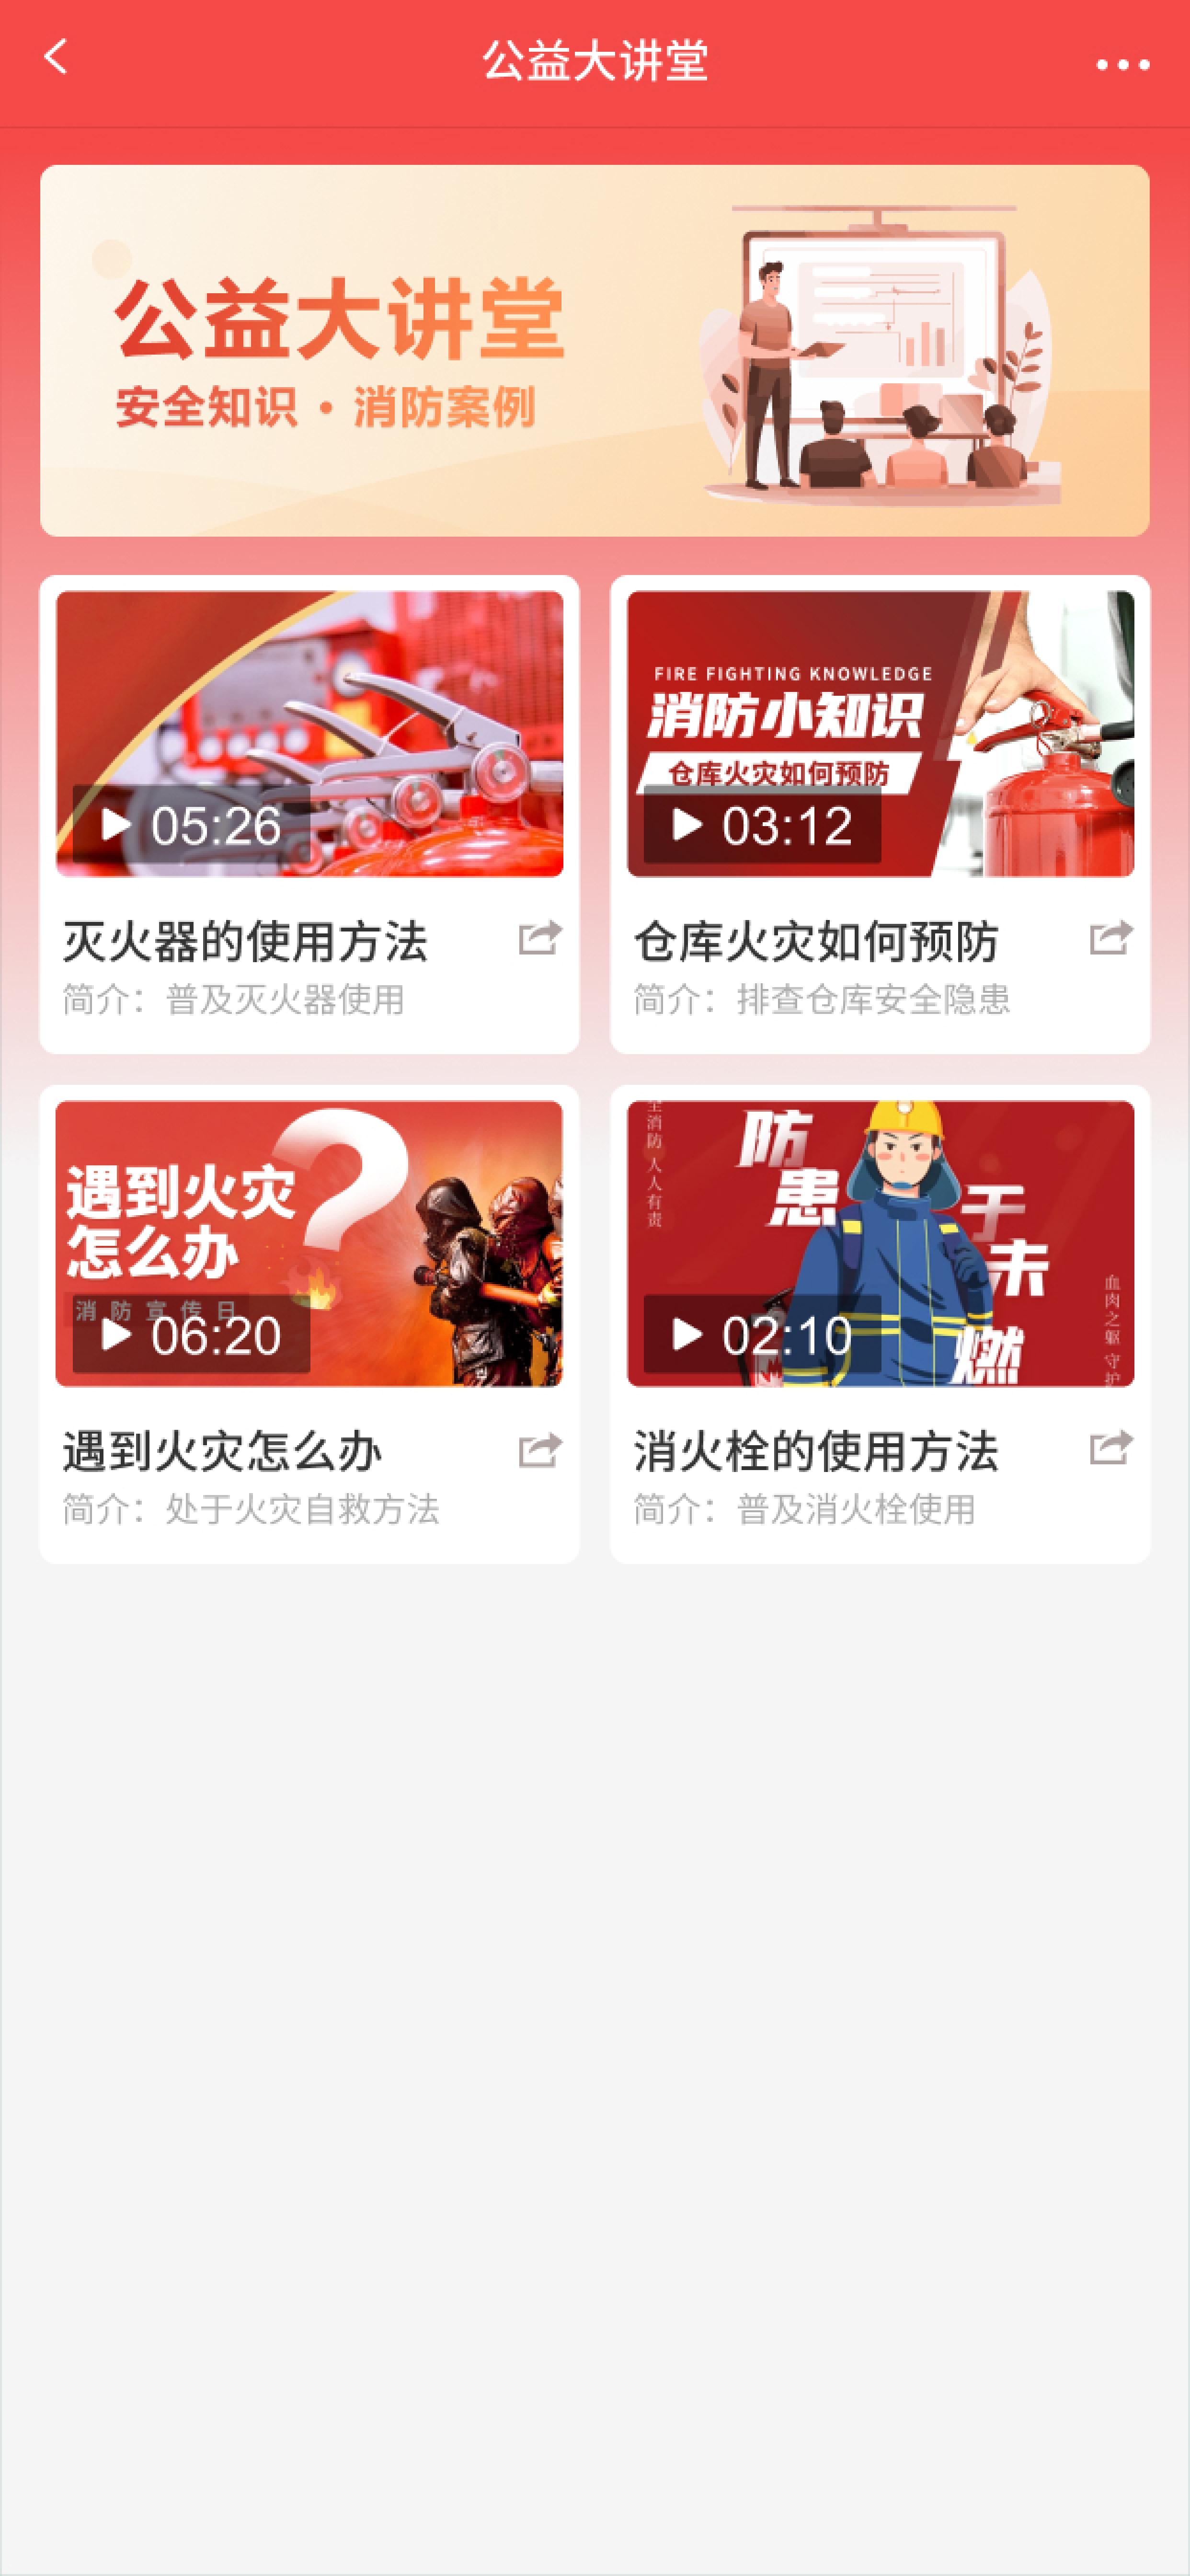 公益大讲堂
公益大讲堂
安全知识·消防案例
05:26
FIRE FIGHTING KNOWLEDGE
消防小知识
仓库火灾如何预防
03:12
灭火器的使用方法
简介：普及灭火器使用
仓库火灾如何预防
简介：排查仓库安全隐患
遇到火灾
怎么办
?
消防宣传日
06:20
全消防 人人有责
防患
于未燃
血肉之躯 守护
02:10
遇到火灾怎么办
简介：处于火灾自救方法
消火栓的使用方法
简介：普及消火栓使用